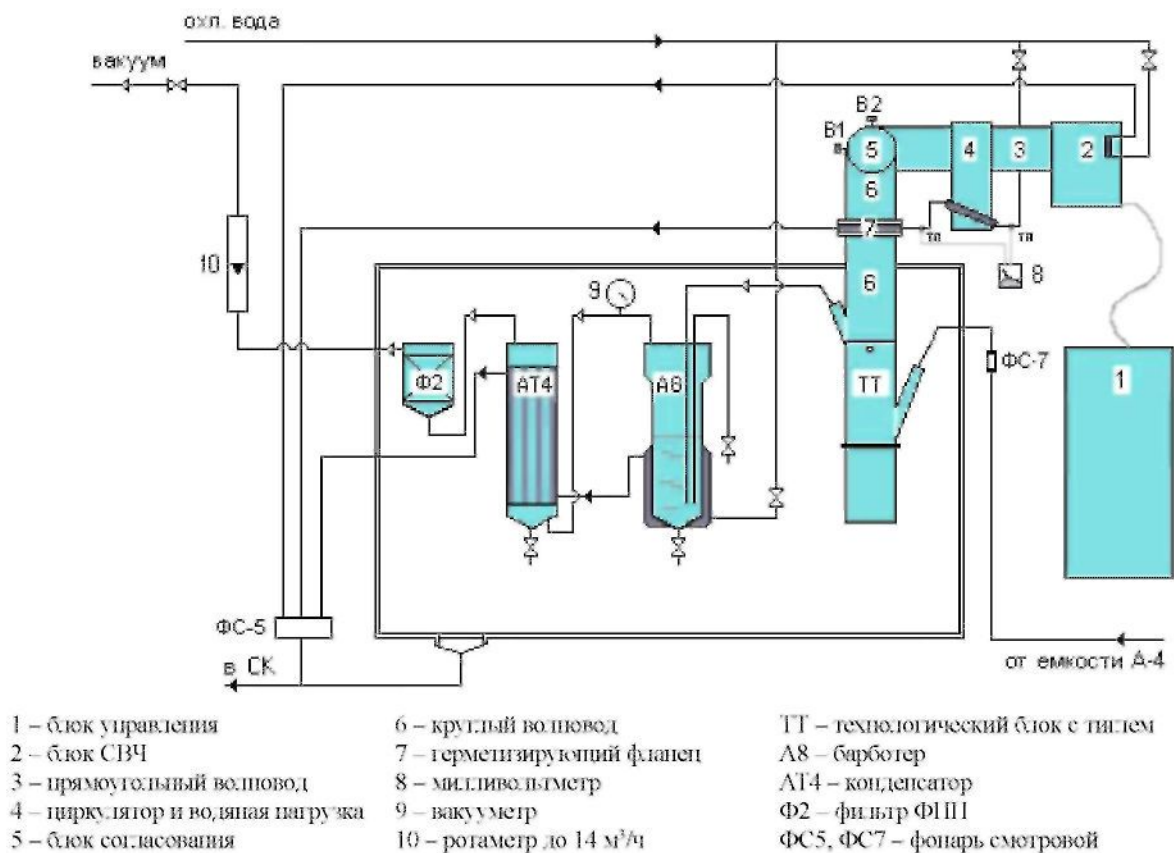 охл. вода
вакуум
В2
В1
5
4
3
2
6
7
тп
тп
8
10
9
6
Ф2
АТ4
А8
ТТ
ФС-7
1
ФС-5
в СК
от емкости А-4
1 – блок управления
2 – блок СВЧ
3 – прямоугольный волновод
4 – циркулятор и водяная нагрузка
5 – блок согласования
6 – круглый волновод
7 – герметизирующий фланец
8 – милливольтметр
9 – вакууметр
10 – ротаметр до 14 м³/ч
ТТ – технологический блок с тиглем
А8 – барботер
АТ4 – конденсатор
Ф2 – фильтр ФПП
ФС5, ФС7 – фонарь смотровой